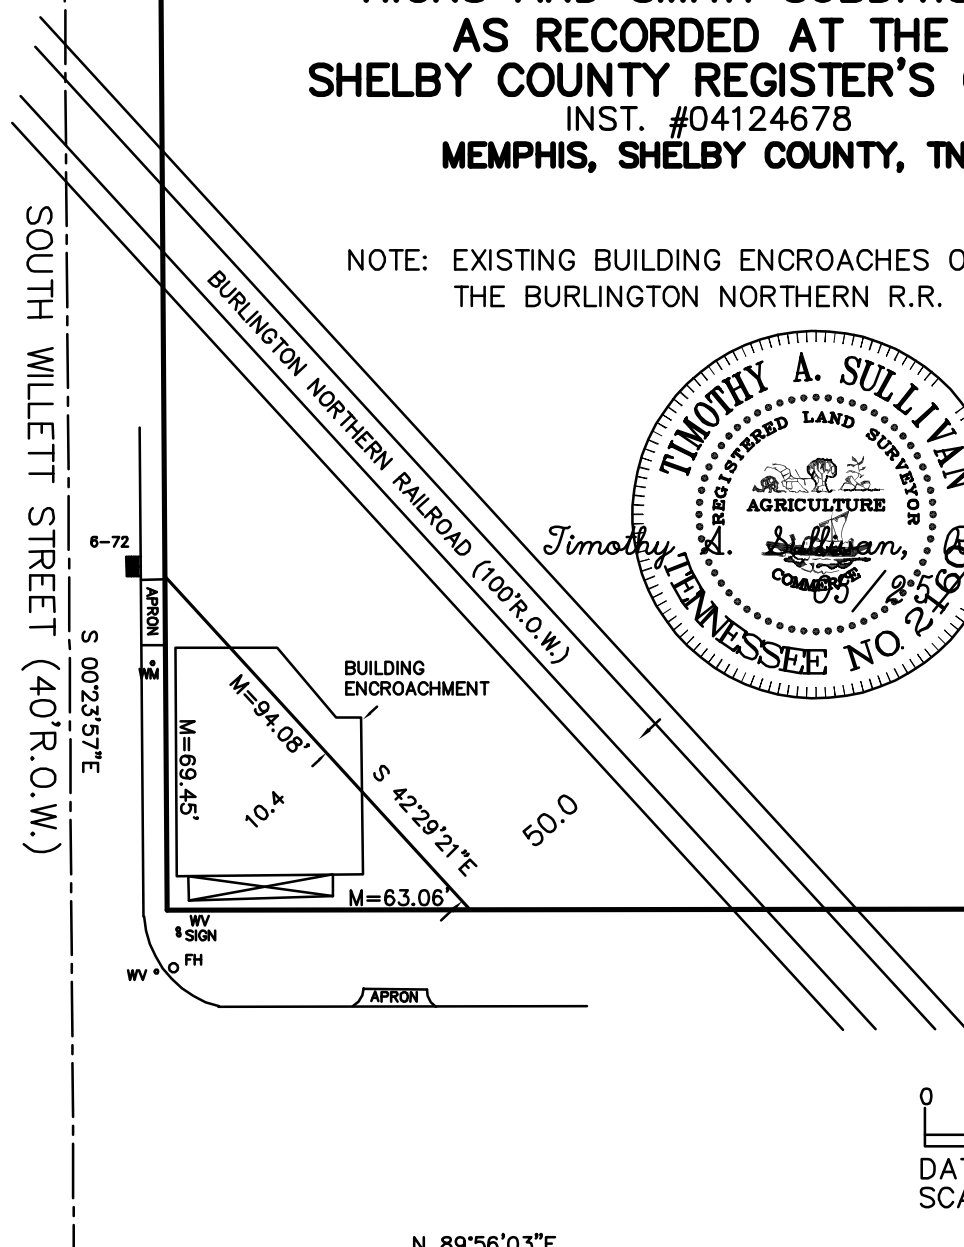 AS RECORDED AT THE
SHELBY COUNTY REGISTER'S
INST. #04124678
MEMPHIS, SHELBY COUNTY, TN
NOTE: EXISTING BUILDING ENCROACHES
THE BURLINGTON NORTHERN R.R.
SOUTH WILLETT STREET (40'R.O.W.)
S 00°23'57"E
BURLINGTON NORTHERN RAILROAD (100'R.O.W.)
TIMOTHY A. SULLIVAN
REGISTERED LAND SURVEYOR
AGRICULTURE
COMMERCE
Timothy A. Sullivan,
TENNESSEE NO. 2160
6-72
APRON
WM
BUILDING
ENCROACHMENT
M=94.08'
M=69.45'
10.4
S 42°29'21"E
50.0
M=63.06'
WV
SIGN
FH
WV
APRON
0
N 89°56'03"E